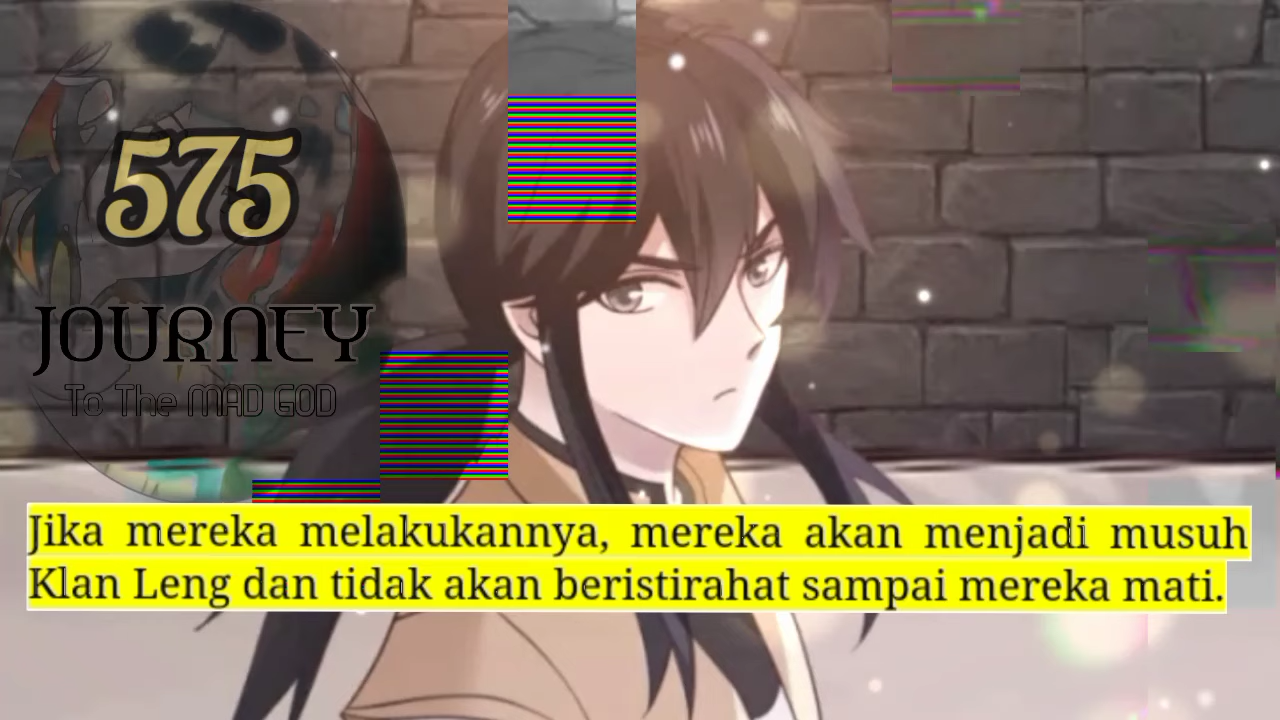 575
JOURNEY
To The MAD GOD
Jika mereka melakukannya, mereka akan menjadi musuh
Klan Leng dan tidak akan beristirahat sampai mereka mati.